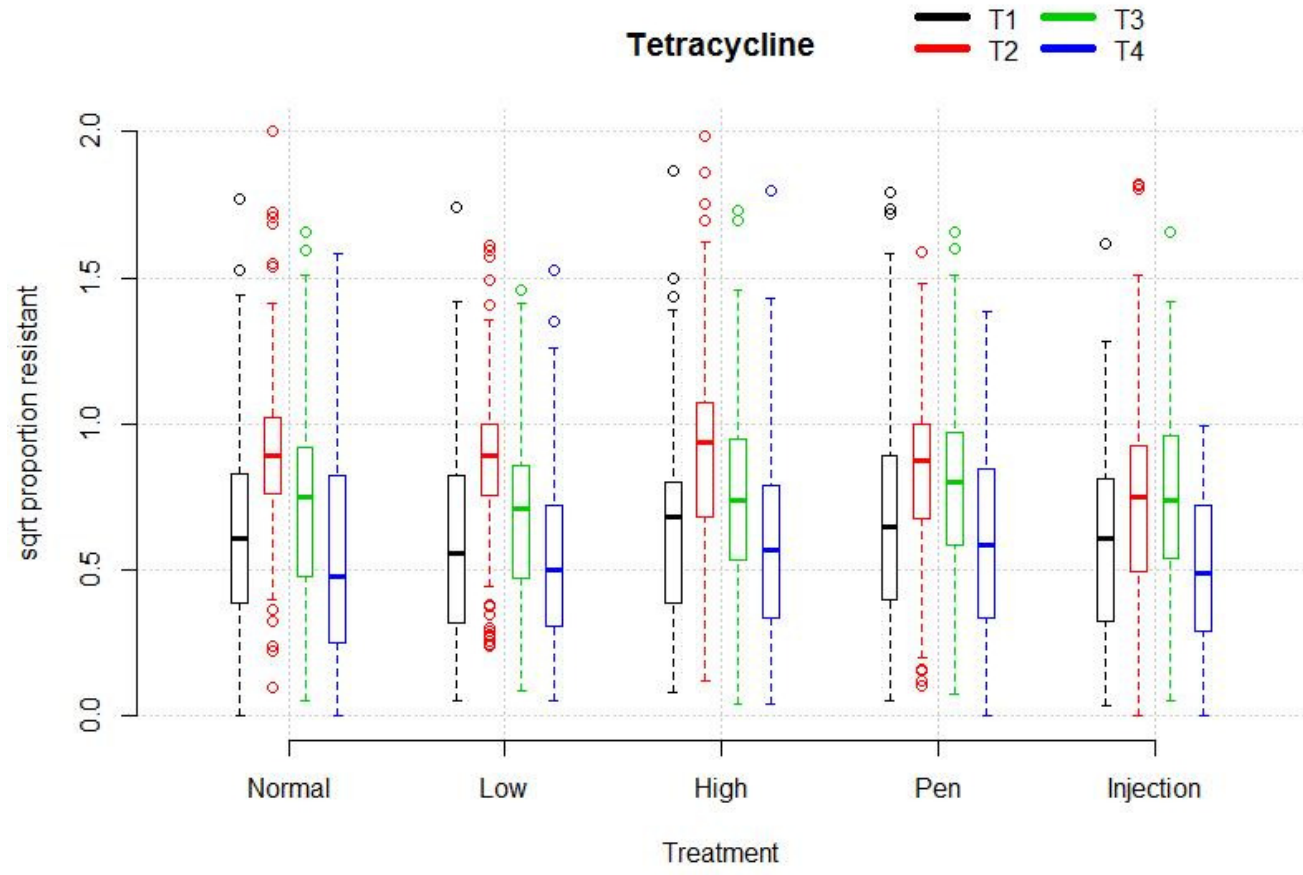 Tetracycline
T1 T3
T2 T4
sqrt proportion resistant
2.0
1.5
1.0
0.5
0.0
Normal Low High Pen Injection
Treatment